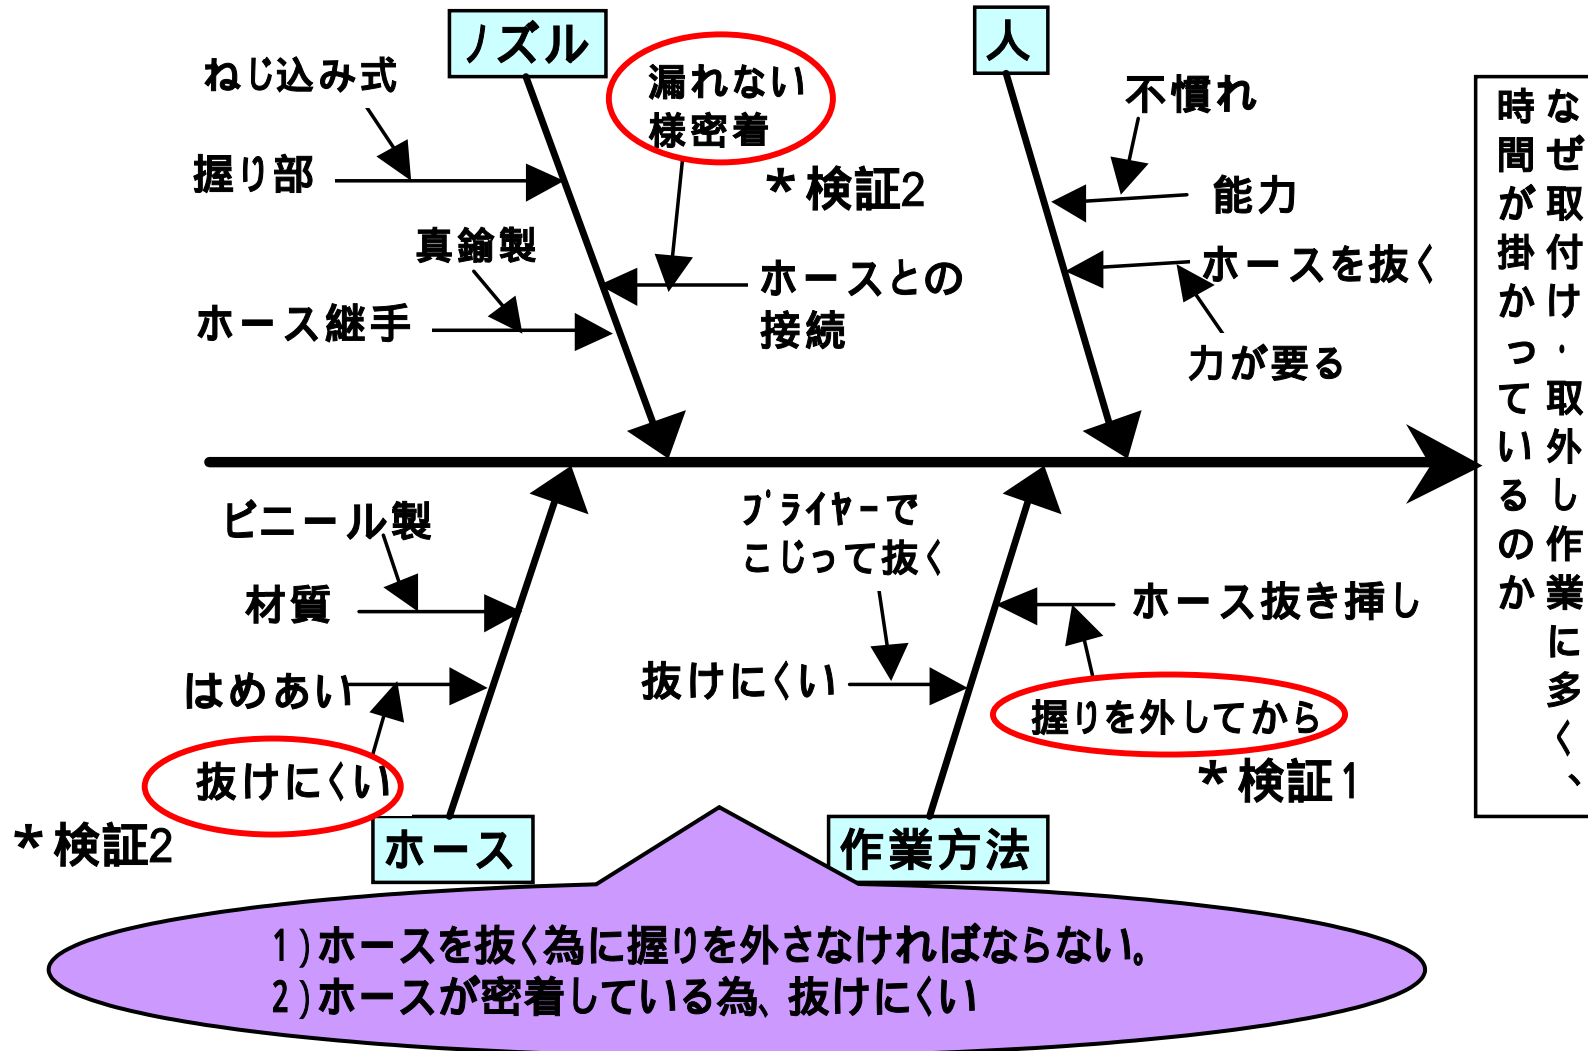 ノズル
人
ねじ込み式
漏れない
様密着
不慣れ
握り部
＊検証2
能力
真鍮製
ホースを抜く
ホース継手
ホースとの
接続
力が要る
なぜ取付け・取外し作業に多く、
時間が掛かっているのか
ビニール製
プライヤーで
こじって抜く
材質
ホース抜き挿し
はめあい
抜けにくい
握りを外してから
抜けにくい
＊検証1
＊検証2
ホース
作業方法
1)ホースを抜く為に握りを外さなければならない。
2)ホースが密着している為、抜けにくい